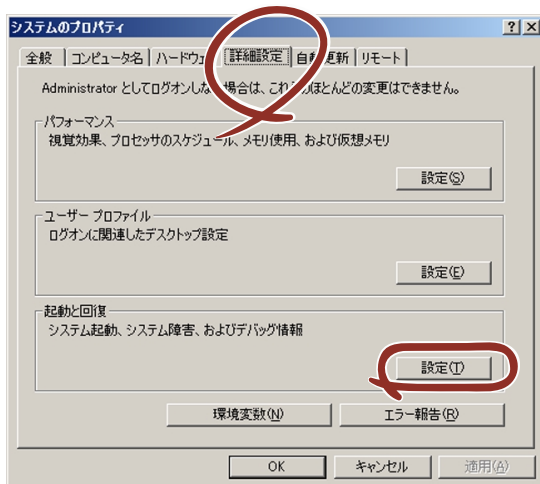 システムのプロパティ
全般 コンピュータ名 ハードウェ 詳細設定 自動更新 リモート
Administrator としてログオンしな 場合は、これ のほとんどの変更はできません。
パフォーマンス
視覚効果、プロセッサのスケジュール、メモリ使用、および仮想メモリ
設定(S)
ユーザー プロファイル
ログオンに関連したデスクトップ設定
設定(E)
起動と回復
システム起動、システム障害、およびデバッグ情報
設定(T)
環境変数(N) エラー報告(R)
OK キャンセル 適用(A)